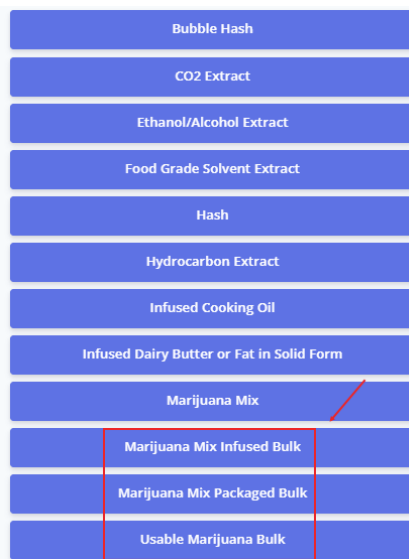 Bubble Hash
CO2 Extract
Ethanol/Alcohol Extract
Food Grade Solvent Extract
Hash
Hydrocarbon Extract
Infused Cooking Oil
Infused Dairy Butter or Fat in Solid Form
Marijuana Mix
Marijuana Mix Infused Bulk
Marijuana Mix Packaged Bulk
Usable Marijuana Bulk